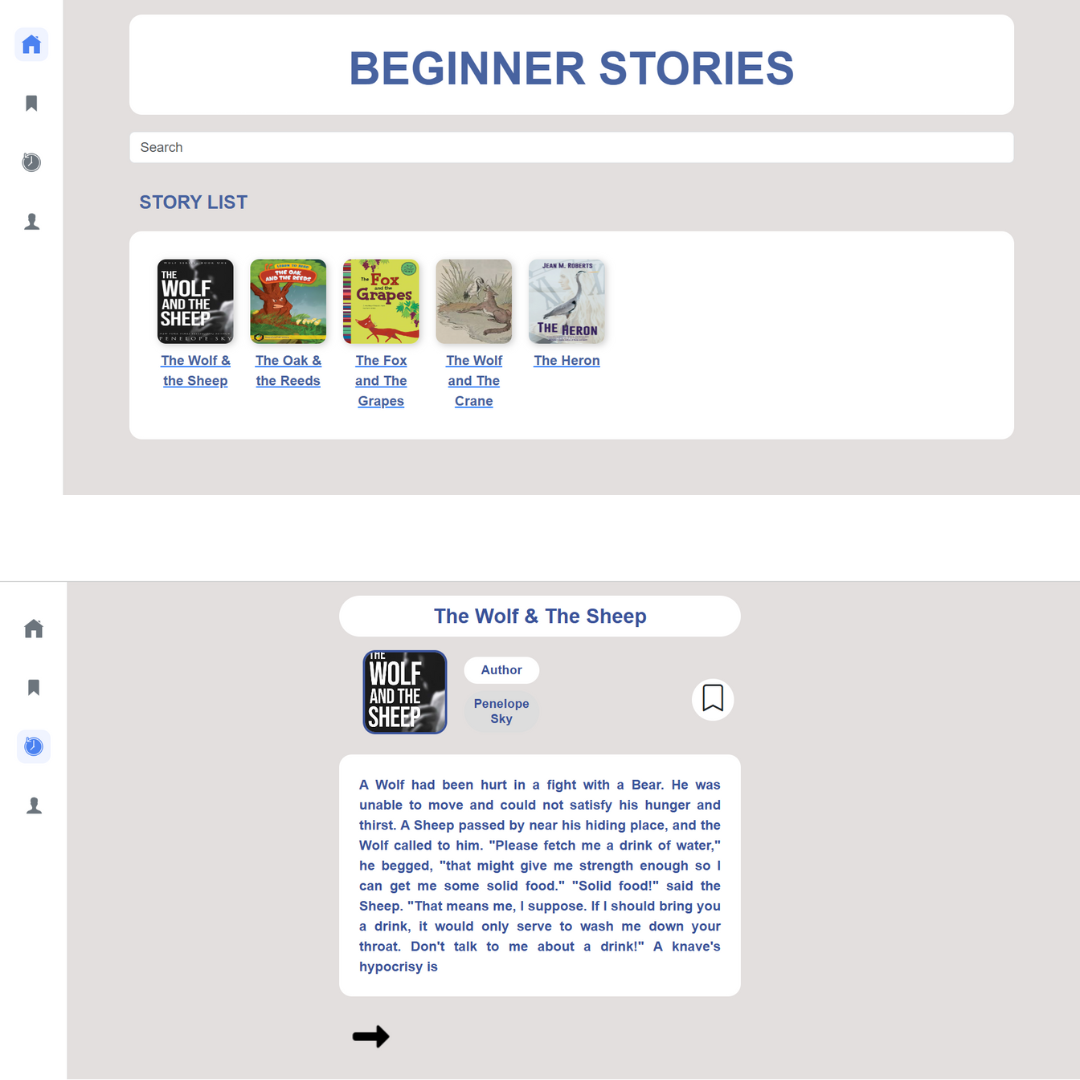 BEGINNER STORIES
Search
STORY LIST
THE
WOLF
AND THE
SHEEP
PENELOPE SKY
THE OAK
AND THE REEDS
The Fox
and the
Grapes
JEAN M. ROBERTS
THE HERON
The Wolf &
the Sheep
The Oak &
the Reeds
The Fox
and The
Grapes
The Wolf
and The
Crane
The Heron
The Wolf & The Sheep
THE
WOLF
AND THE
SHEEP
Author
Penelope
Sky
A Wolf had been hurt in a fight with a Bear. He was
unable to move and could not satisfy his hunger and
thirst. A Sheep passed by near his hiding place, and the
Wolf called to him. "Please fetch me a drink of water,"
he begged, "that might give me strength enough so I
can get me some solid food." "Solid food!" said the
Sheep. "That means me, I suppose. If I should bring you
a drink, it would only serve to wash me down your
throat. Don't talk to me about a drink!" A knave's
hypocrisy is